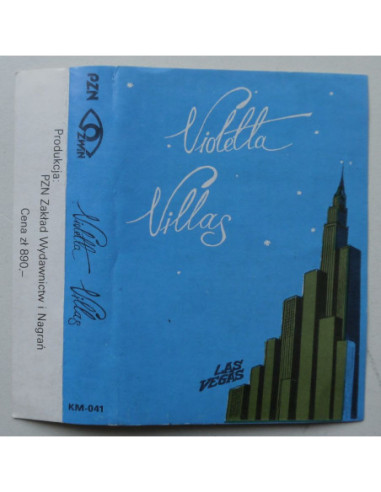 Produkcja:
PZN Zakład Wydawnictw i Nagrań
Cena zł 890,–
PZN
ZWiN
Violetta Villas
KM-041
Violetta
Villas
LAS
VEGAS